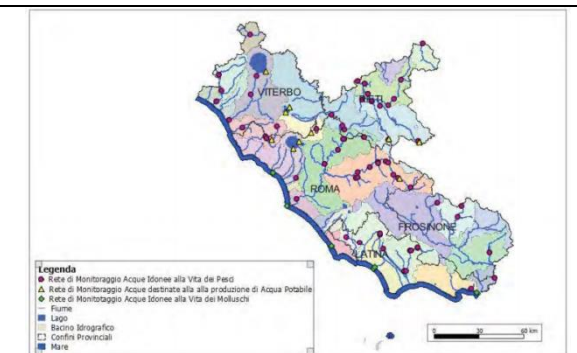 VITERBO
RIETI
ROMA
FROSINONE
LATINA
Legenda
Rete di Monitoraggio Acque Idonee alla Vita dei Pesci
Rete di Monitoraggio Acque destinate alla alla produzione di Acqua Potabile
Rete di Monitotaggio Acque Idonee alla Vita dei Molluschi
Fiume
Lago
Bacino Idrografico
Confini Provinciali
Mare
0 30 60 km